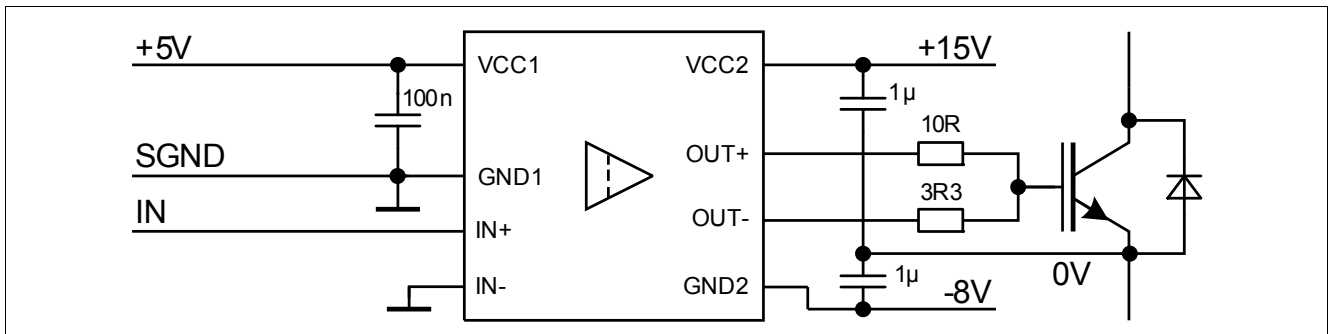 +5V
VCC1
VCC2
+15V
100n
1µ
10R
SGND
GND1
OUT+
3R3
IN
IN+
OUT-
0V
IN-
GND2
1µ
-8V